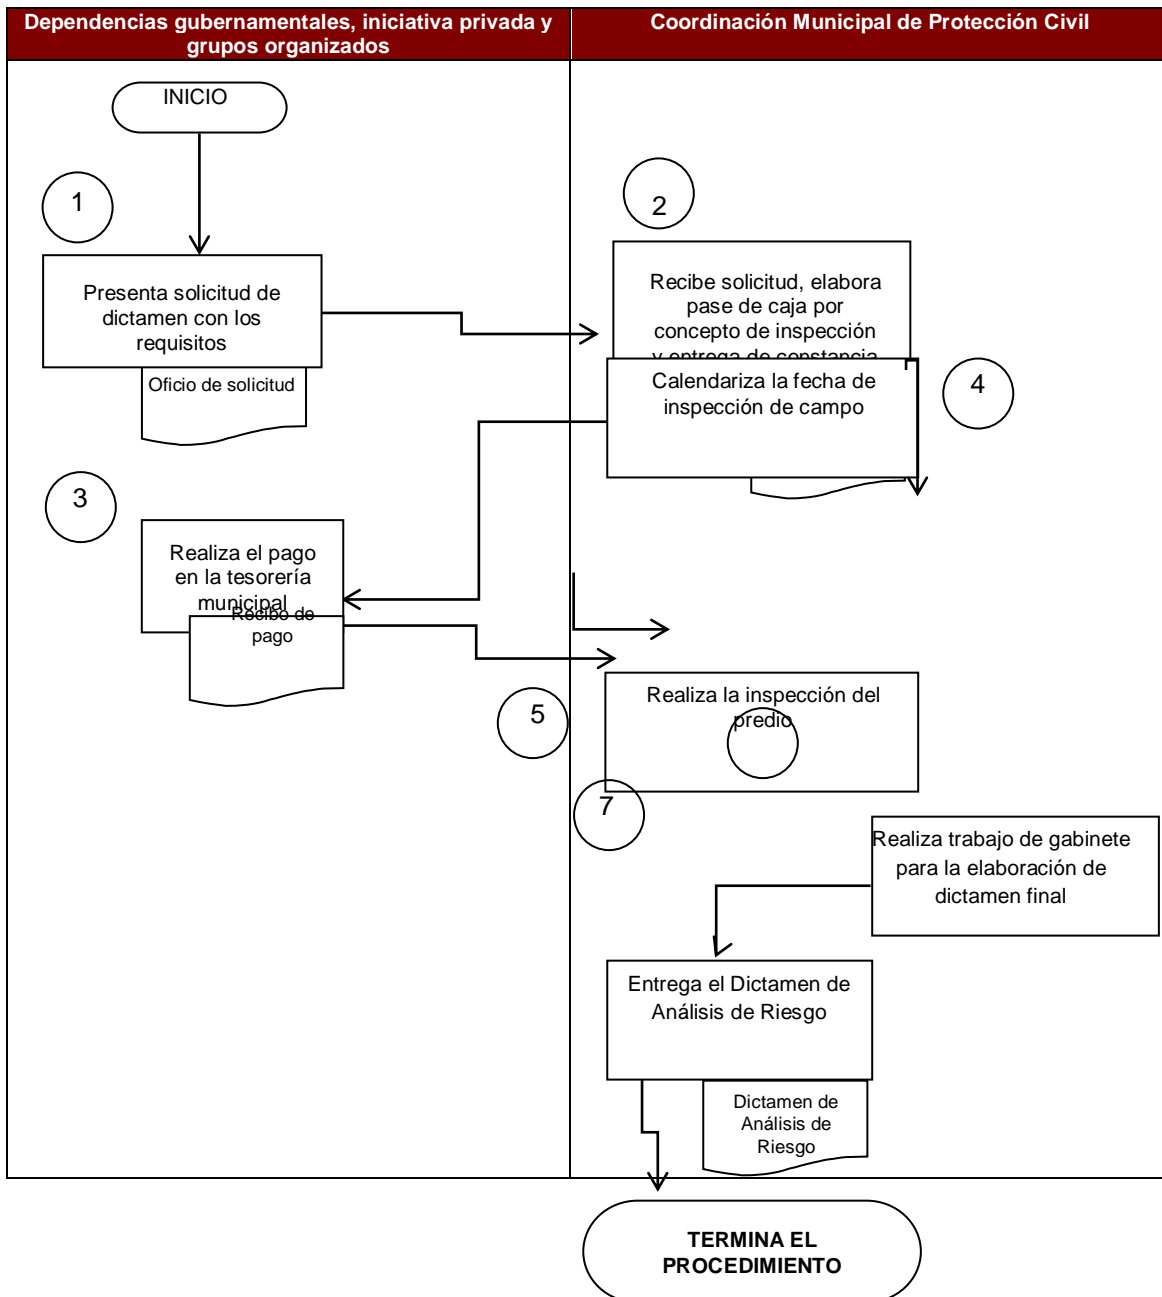 Dependencias gubernamentales, iniciativa privada y
grupos organizados
Coordinación Municipal de Protección Civil
INICIO
1
2
Presenta solicitud de
dictamen con los
requisitos
Oficio de solicitud
Recibe solicitud, elabora
pase de caja por
concepto de inspección
y entrega de constancia
Calendariza la fecha de
inspección de campo
4
3
Realiza el pago
en la tesorería
municipal
Recibo de
pago
5
Realiza la inspección del
predio
7
Realiza trabajo de gabinete
para la elaboración de
dictamen final
Entrega el Dictamen de
Análisis de Riesgo
Dictamen de
Análisis de
Riesgo
TERMINA EL
PROCEDIMIENTO